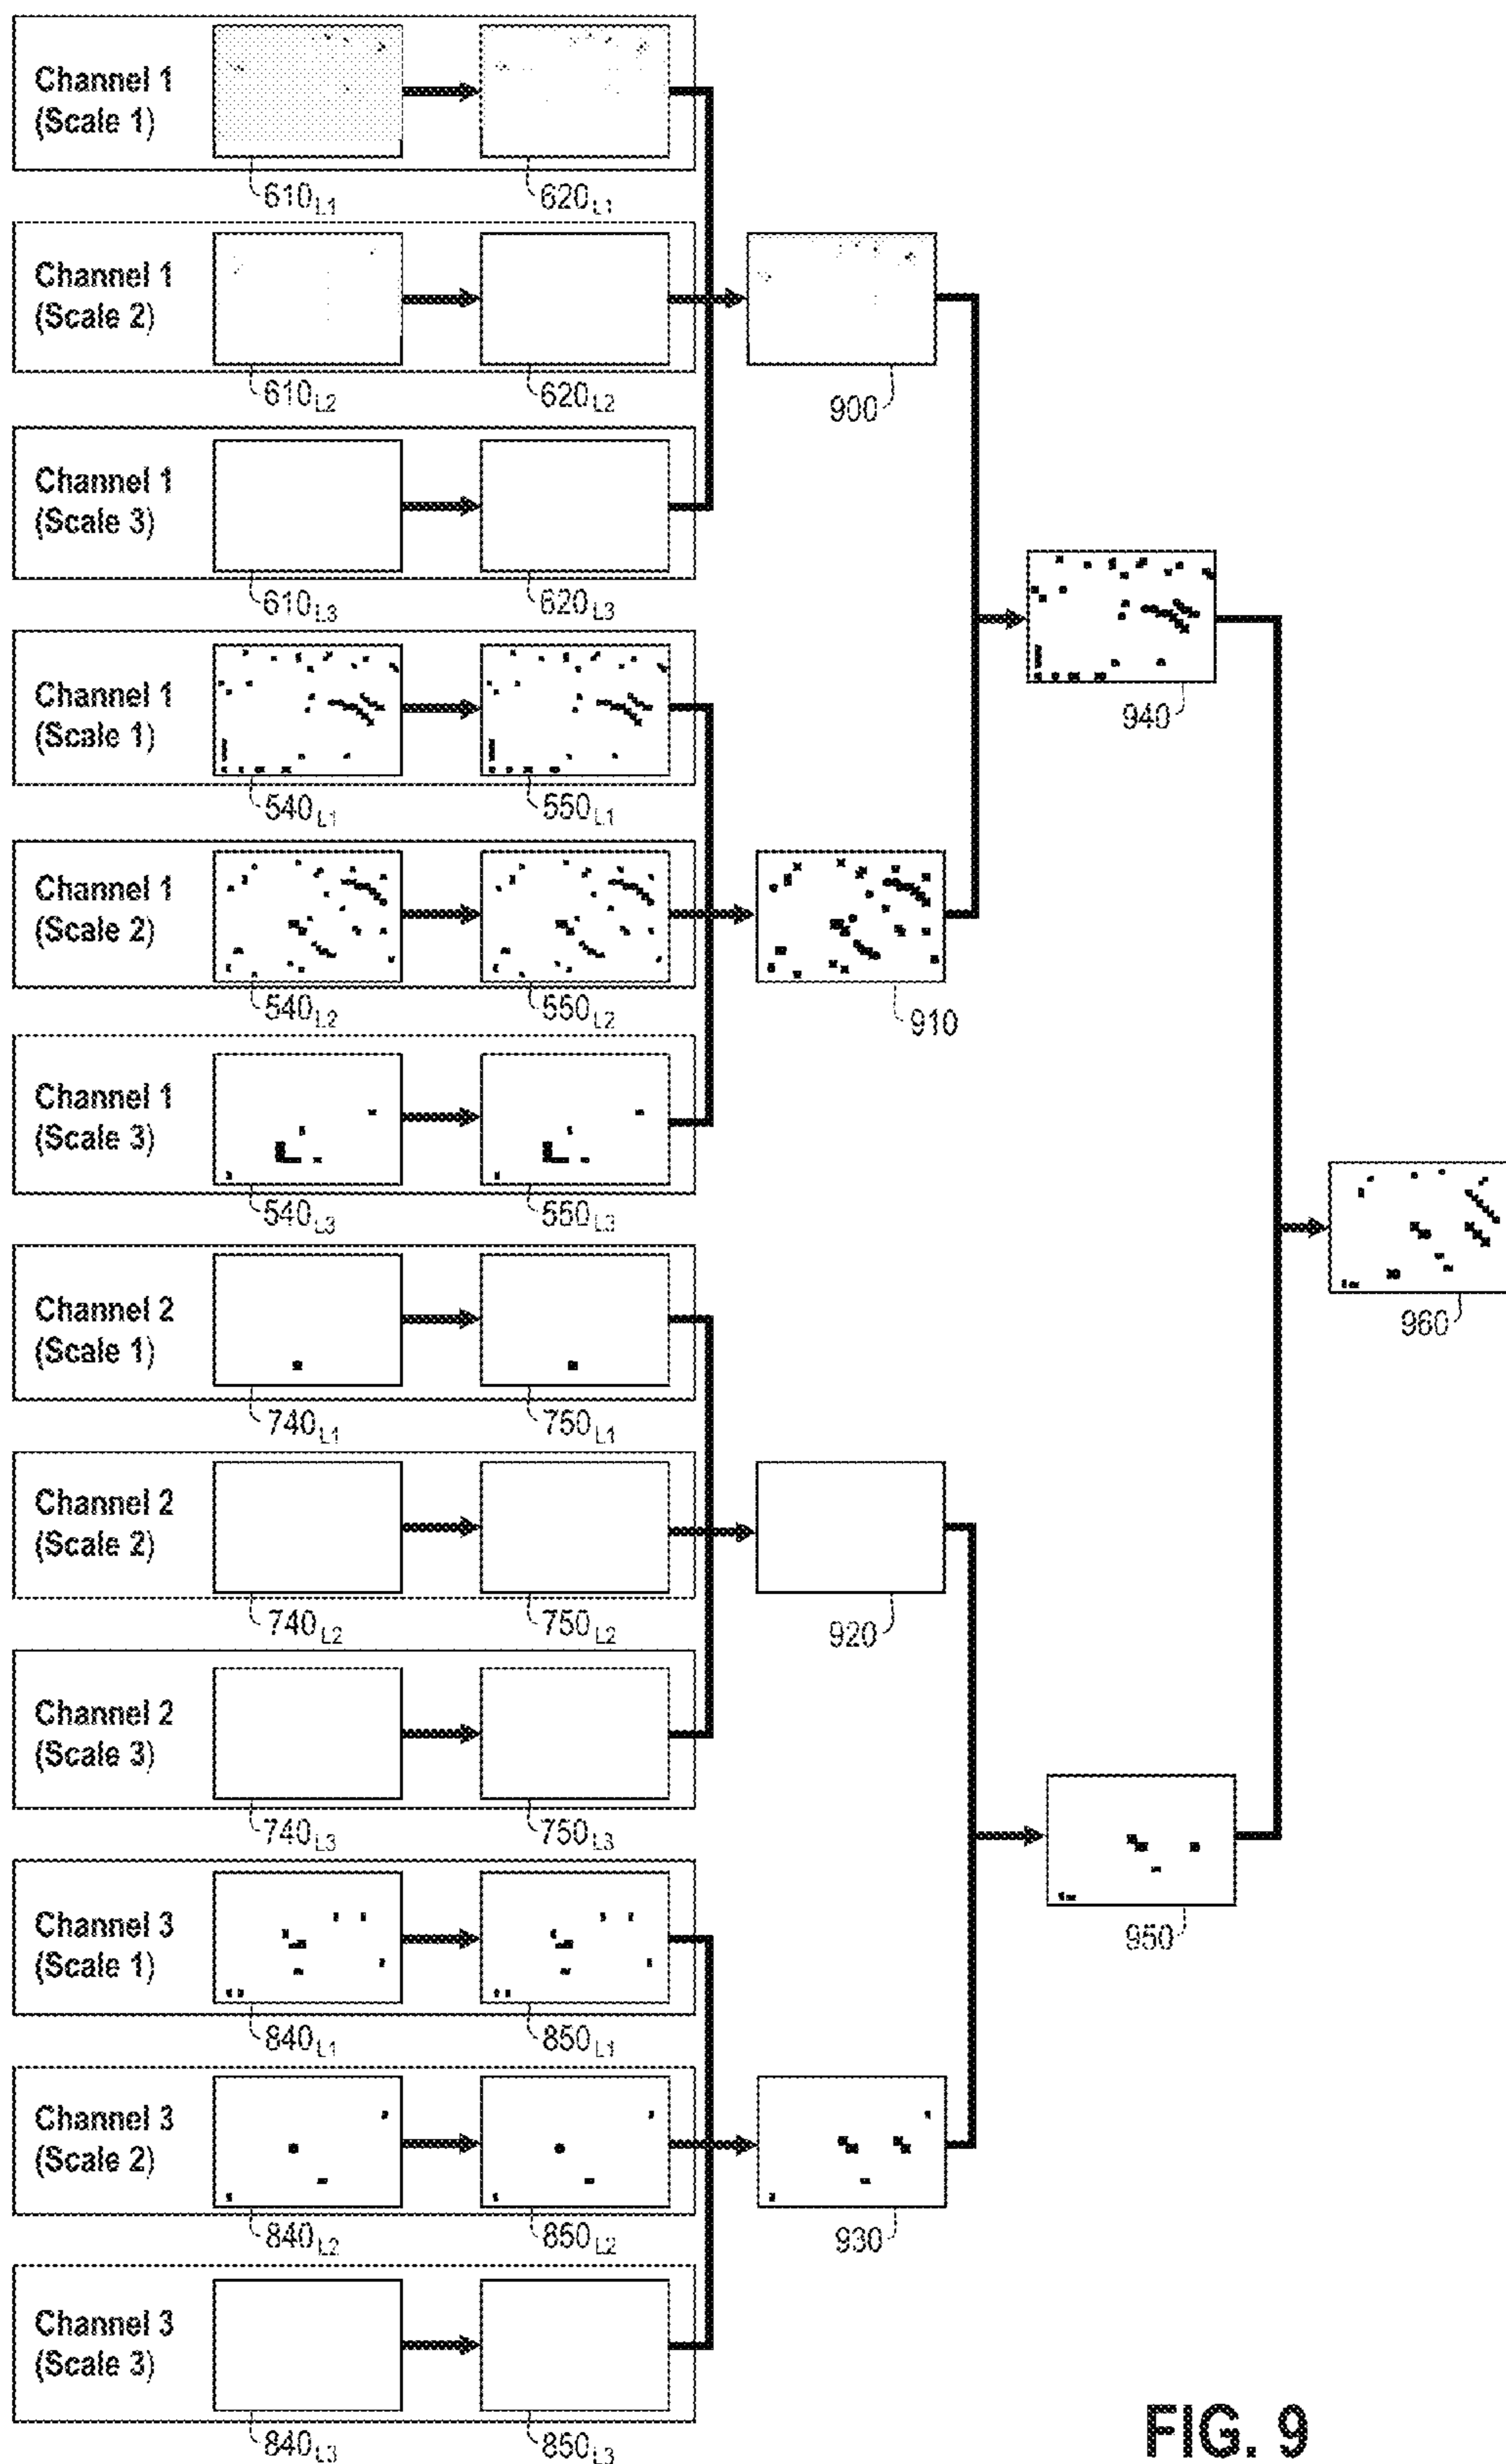 Channel 1
(Scale 1)
610L1
620L1
Channel 1
(Scale 2)
610L2
620L2
900
Channel 1
(Scale 3)
610L3
620L3
Channel 1
(Scale 1)
540L1
550L1
940
Channel 1
(Scale 2)
540L2
550L2
910
Channel 1
(Scale 3)
540L3
550L3
Channel 2
(Scale 1)
740L1
750L1
960
Channel 2
(Scale 2)
740L2
750L2
920
Channel 2
(Scale 3)
740L3
750L3
Channel 3
(Scale 1)
840L1
850L1
950
Channel 3
(Scale 2)
840L2
850L2
930
Channel 3
(Scale 3)
840L3
850L3
FIG. 9